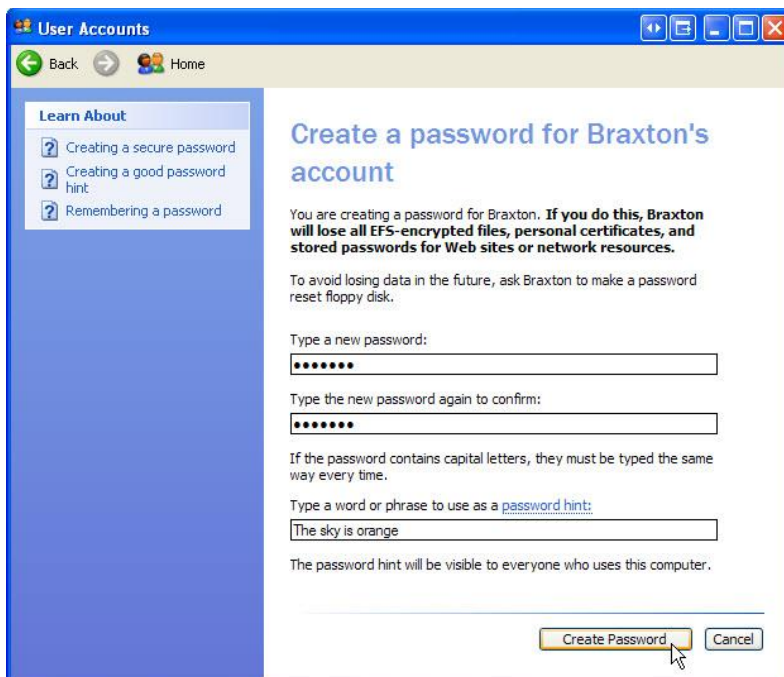 User Accounts
Back
Home
Learn About
Creating a secure password
Creating a good password
hint
Remembering a password
Create a password for Braxton's
account
You are creating a password for Braxton. If you do this, Braxton
will lose all EFS-encrypted files, personal certificates, and
stored passwords for Web sites or network resources.
To avoid losing data in the future, ask Braxton to make a password
reset floppy disk.
Type a new password:
•••••••
Type the new password again to confirm:
•••••••
If the password contains capital letters, they must be typed the same
way every time.
Type a word or phrase to use as a password hint:
The sky is orange
The password hint will be visible to everyone who uses this computer.
Create Password
Cancel